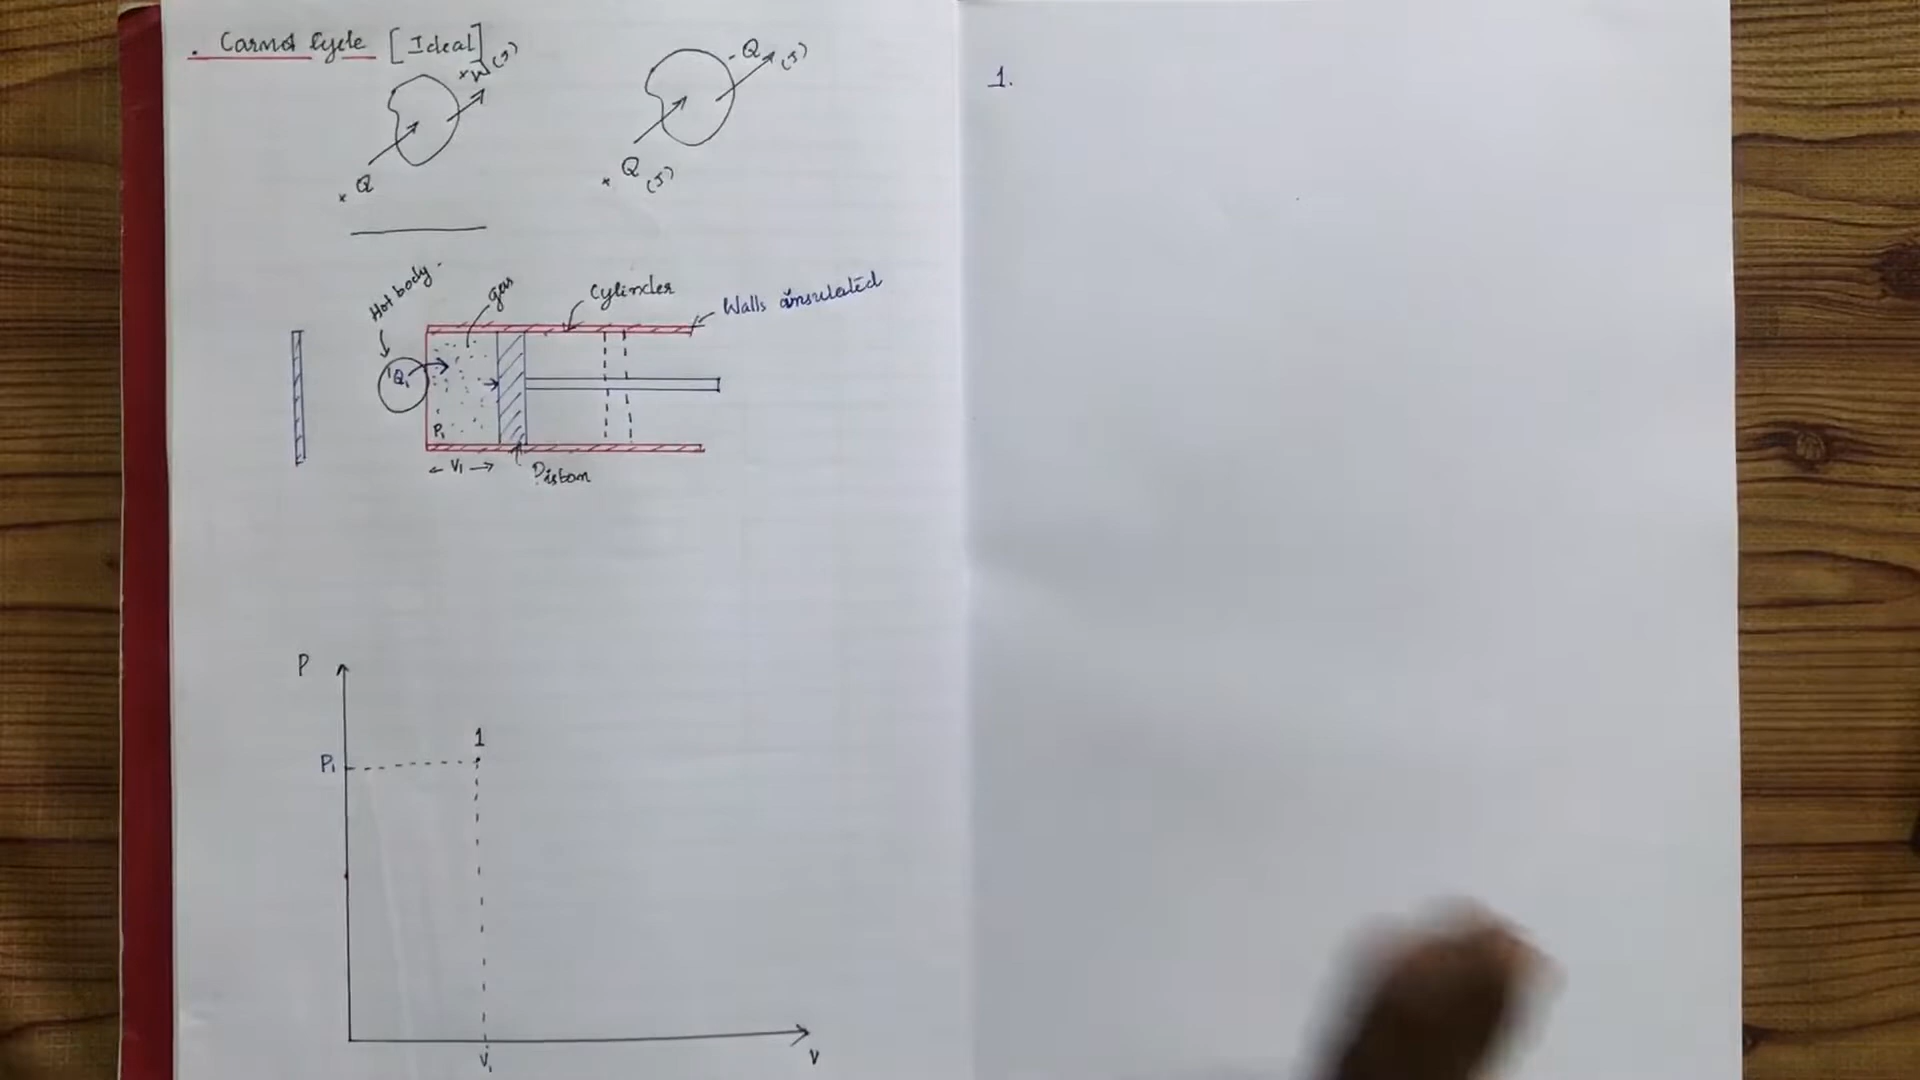 . Carnot Cycle [Ideal]
+W (J)
+ Q
- Q (J)
+ Q (J)
1.
Hot body
gas
Cylinder
Walls insulated
Q₁
P₁
← V₁ →
Piston
P
1
P₁
V₁
V